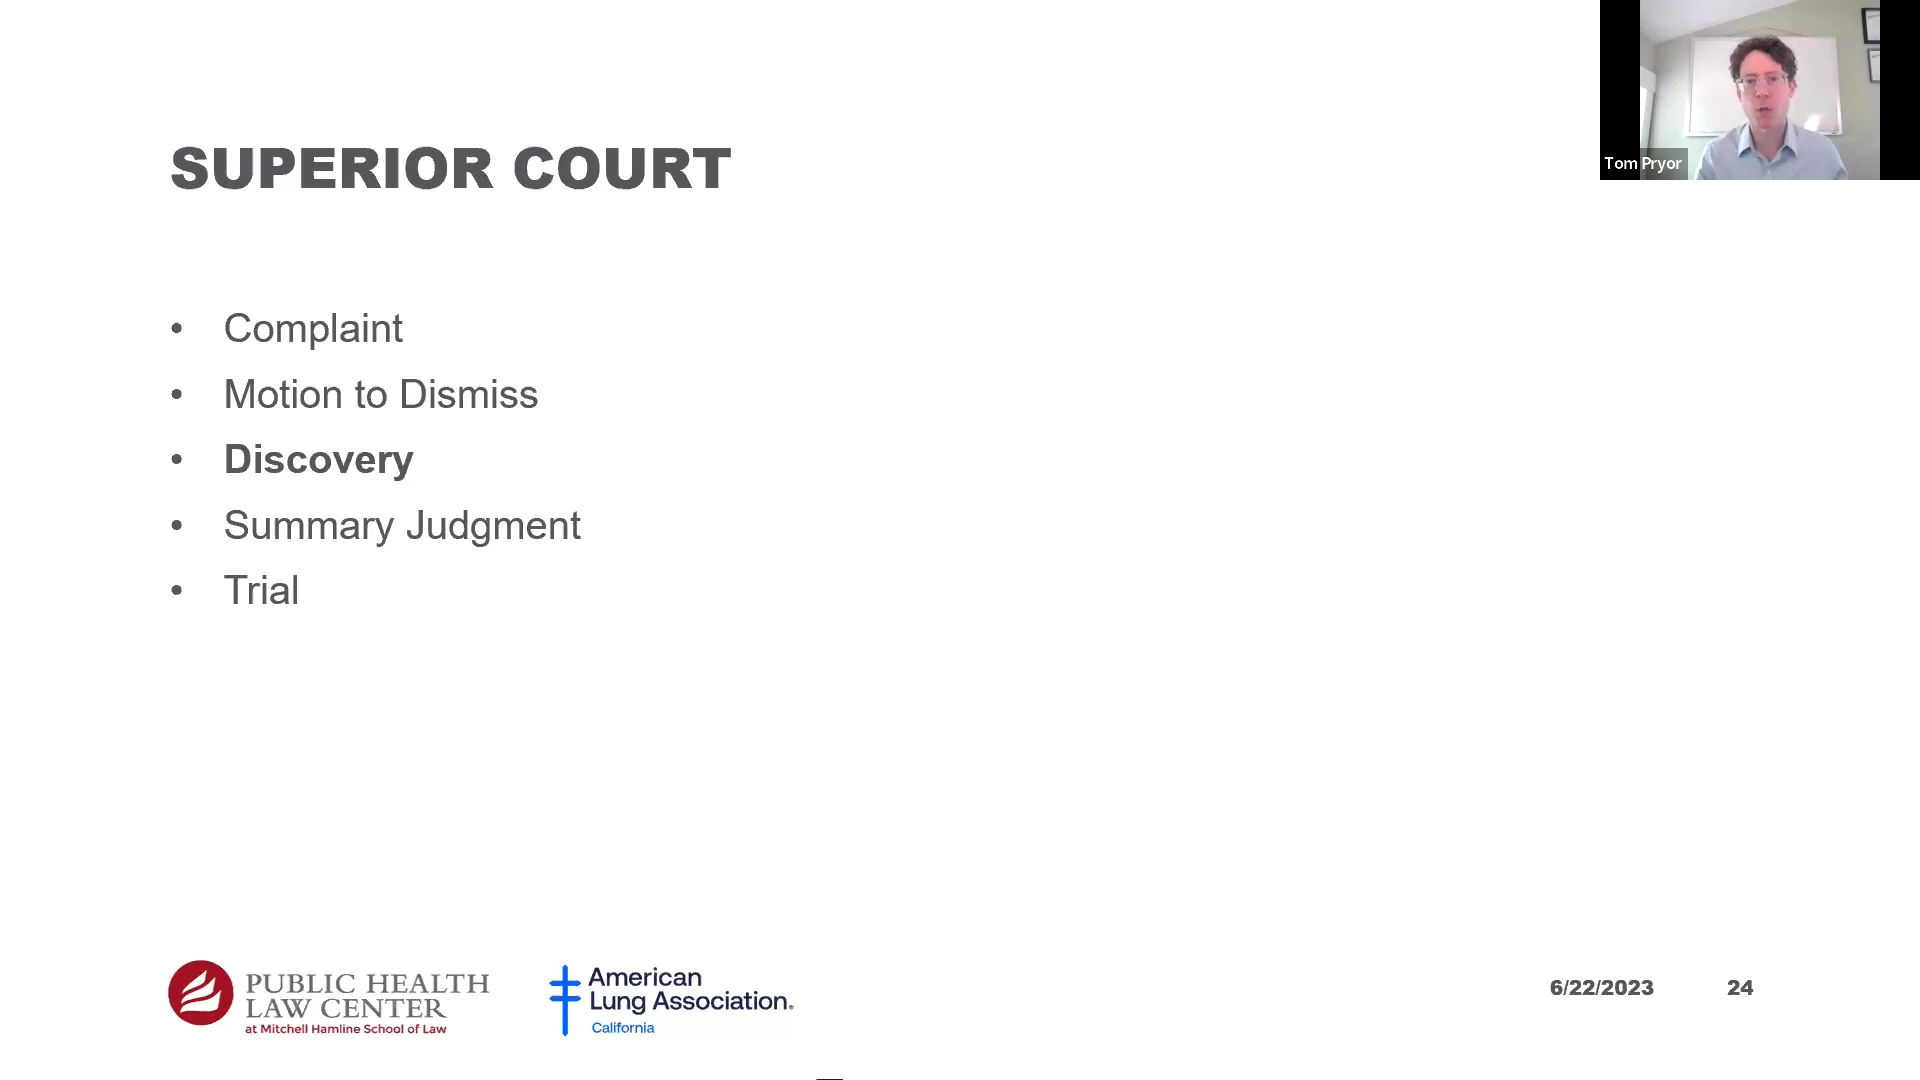 Tom Pryor
SUPERIOR COURT
• Complaint
• Motion to Dismiss
• Discovery
• Summary Judgment
• Trial
PUBLIC HEALTH
LAW CENTER
at Mitchell Hamline School of Law
American
Lung Association.
California
6/22/2023
24